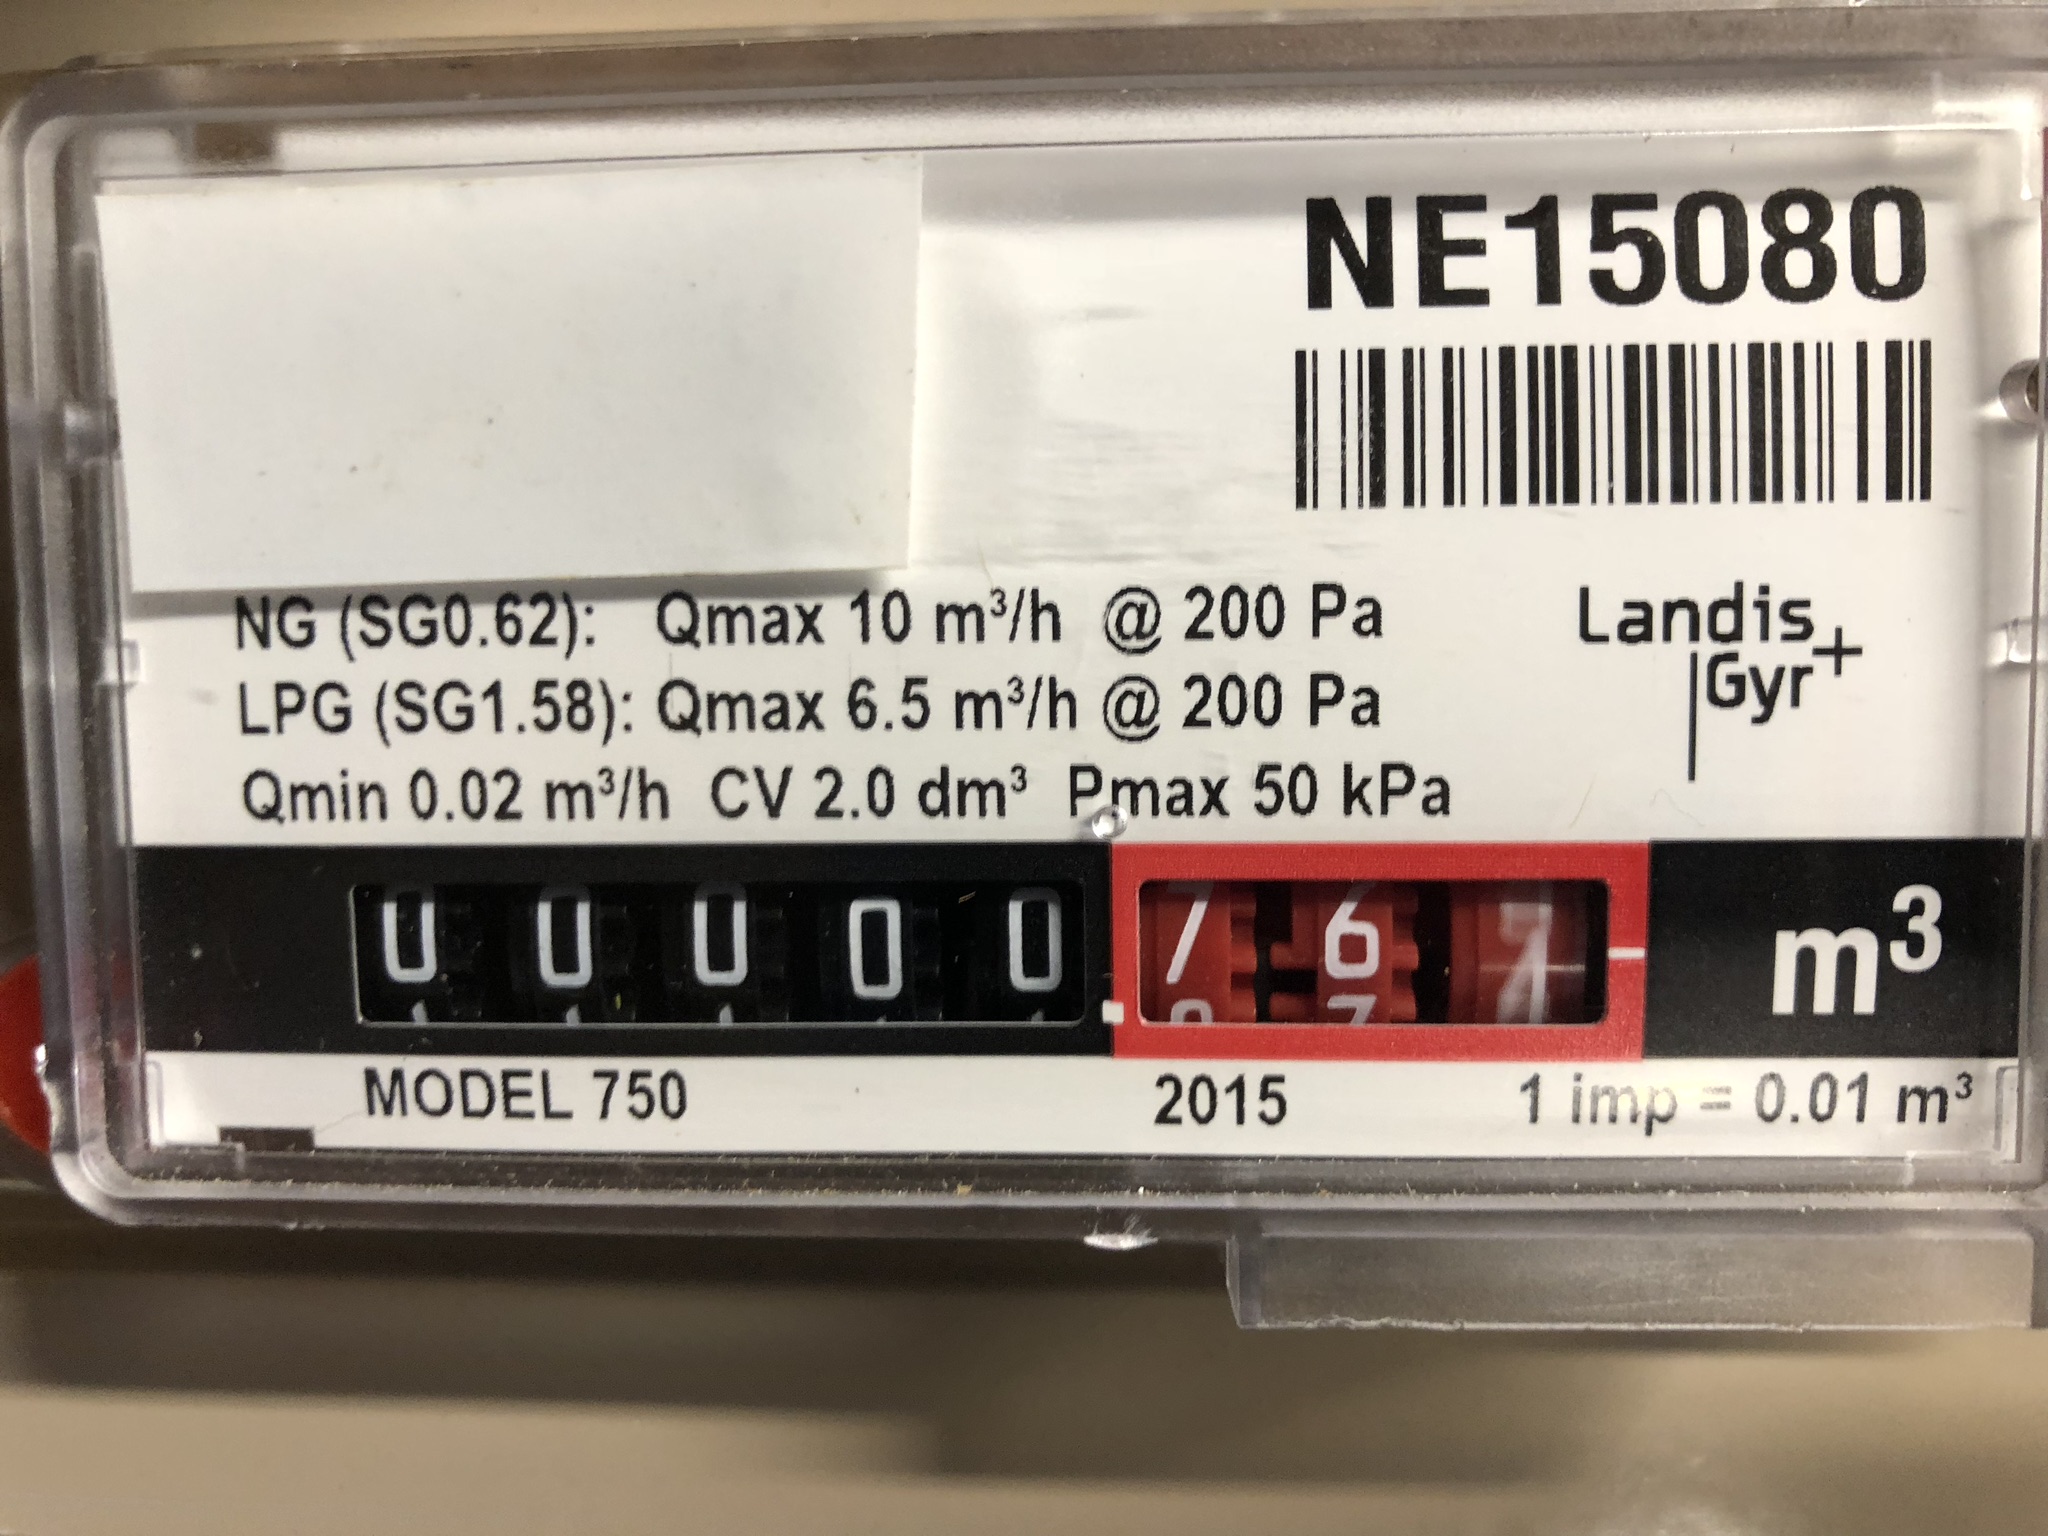 NE15080
NG (SG0.62): Qmax 10 m³/h @ 200 Pa
LPG (SG1.58): Qmax 6.5 m³/h @ 200 Pa
Qmin 0.02 m³/h CV 2.0 dm³ Pmax 50 kPa
Landis
Gyr+
0 0 0 0 0 7 6
m³
MODEL 750 2015 1 imp = 0.01 m³